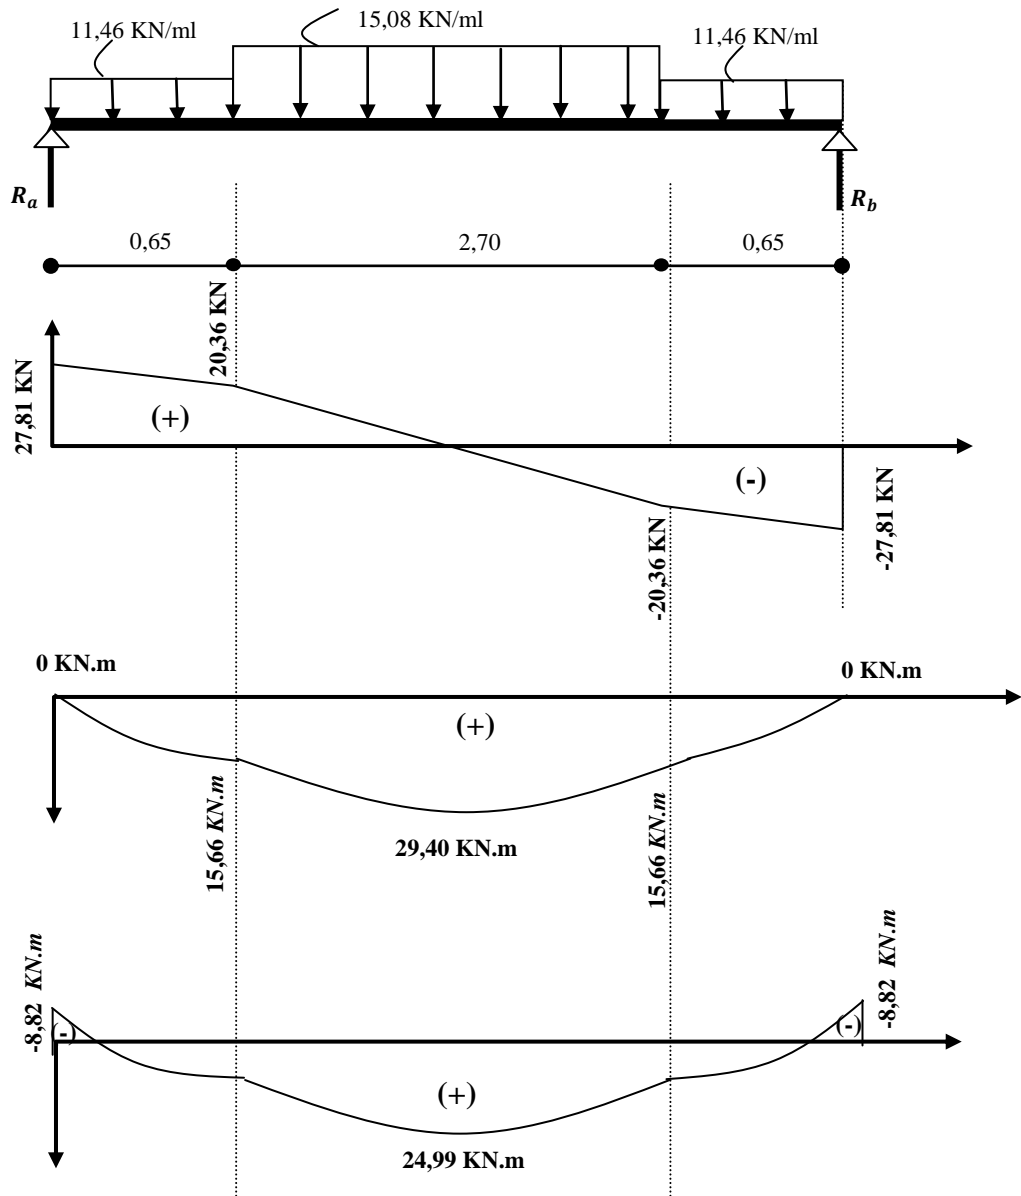 15,08 KN/ml
11,46 KN/ml
11,46 KN/ml
R_a
R_b
0,65
2,70
0,65
20,36 KN
27,81 KN
(+)
(-)
-20,36 KN
-27,81 KN
0 KN.m
0 KN.m
(+)
15,66 KN.m
15,66 KN.m
29,40 KN.m
-8,82 KN.m
-8,82 KN.m
(-)
(-)
(+)
24,99 KN.m